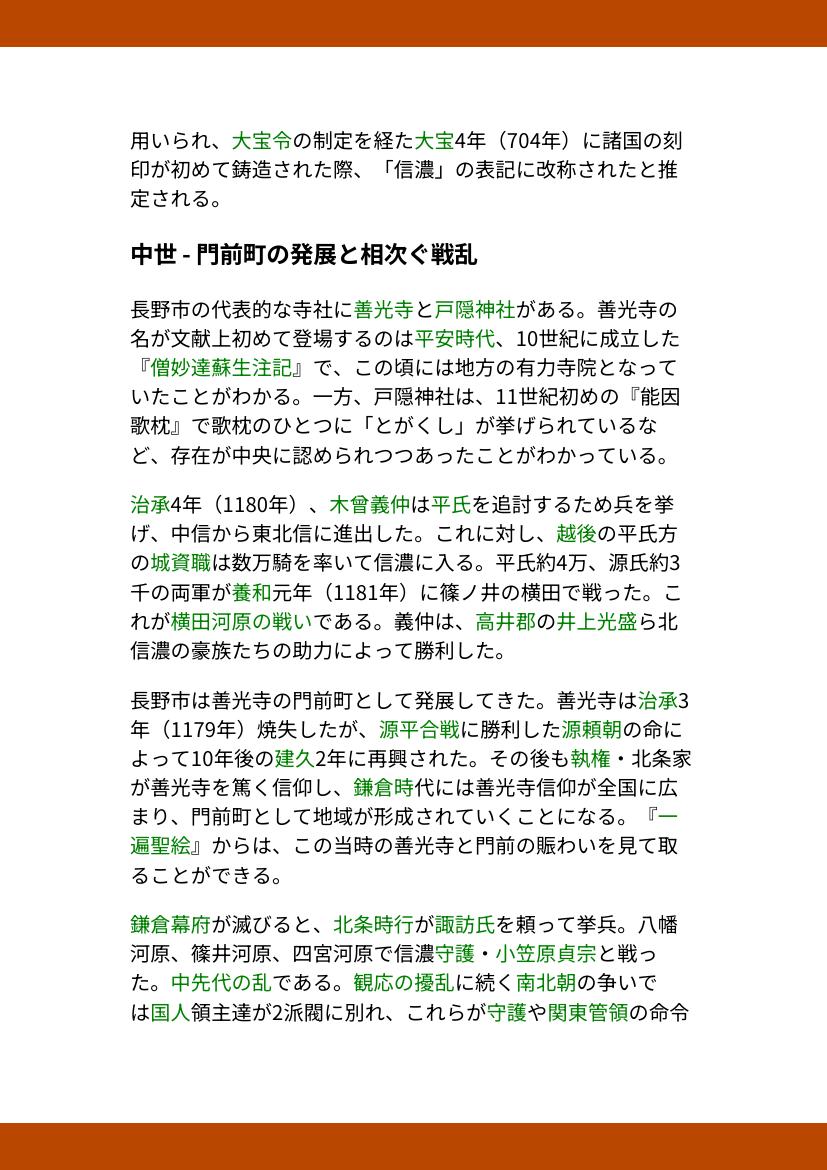 用いられ、大宝令の制定を経た大宝4年（704年）に諸国の刻
印が初めて鋳造された際、「信濃」の表記に改称されたと推
定される。
中世 - 門前町の発展と相次ぐ戦乱
長野市の代表的な寺社に善光寺と戸隠神社がある。善光寺の
名が文献上初めて登場するのは平安時代、10世紀に成立した
『僧妙達蘇生注記』で、この頃には地方の有力寺院となって
いたことがわかる。一方、戸隠神社は、11世紀初めの『能因
歌枕』で歌枕のひとつに「とがくし」が挙げられているな
ど、存在が中央に認められつつあったことがわかっている。
治承4年（1180年）、木曾義仲は平氏を追討するため兵を挙
げ、中信から東北信に進出した。これに対し、越後の平氏方
の城資職は数万騎を率いて信濃に入る。平氏約4万、源氏約3
千の両軍が養和元年（1181年）に篠ノ井の横田で戦った。こ
れが横田河原の戦いである。義仲は、高井郡の井上光盛ら北
信濃の豪族たちの助力によって勝利した。
長野市は善光寺の門前町として発展してきた。善光寺は治承3
年（1179年）焼失したが、源平合戦に勝利した源頼朝の命に
よって10年後の建久2年に再興された。その後も執権・北条家
が善光寺を篤く信仰し、鎌倉時代には善光寺信仰が全国に広
まり、門前町として地域が形成されていくことになる。『一
遍聖絵』からは、この当時の善光寺と門前の賑わいを見て取
ることができる。
鎌倉幕府が滅びると、北条時行が諏訪氏を頼って挙兵。八幡
河原、篠井河原、四宮河原で信濃守護・小笠原貞宗と戦っ
た。中先代の乱である。観応の擾乱に続く南北朝の争いで
は国人領主達が2派閥に別れ、これらが守護や関東管領の命令